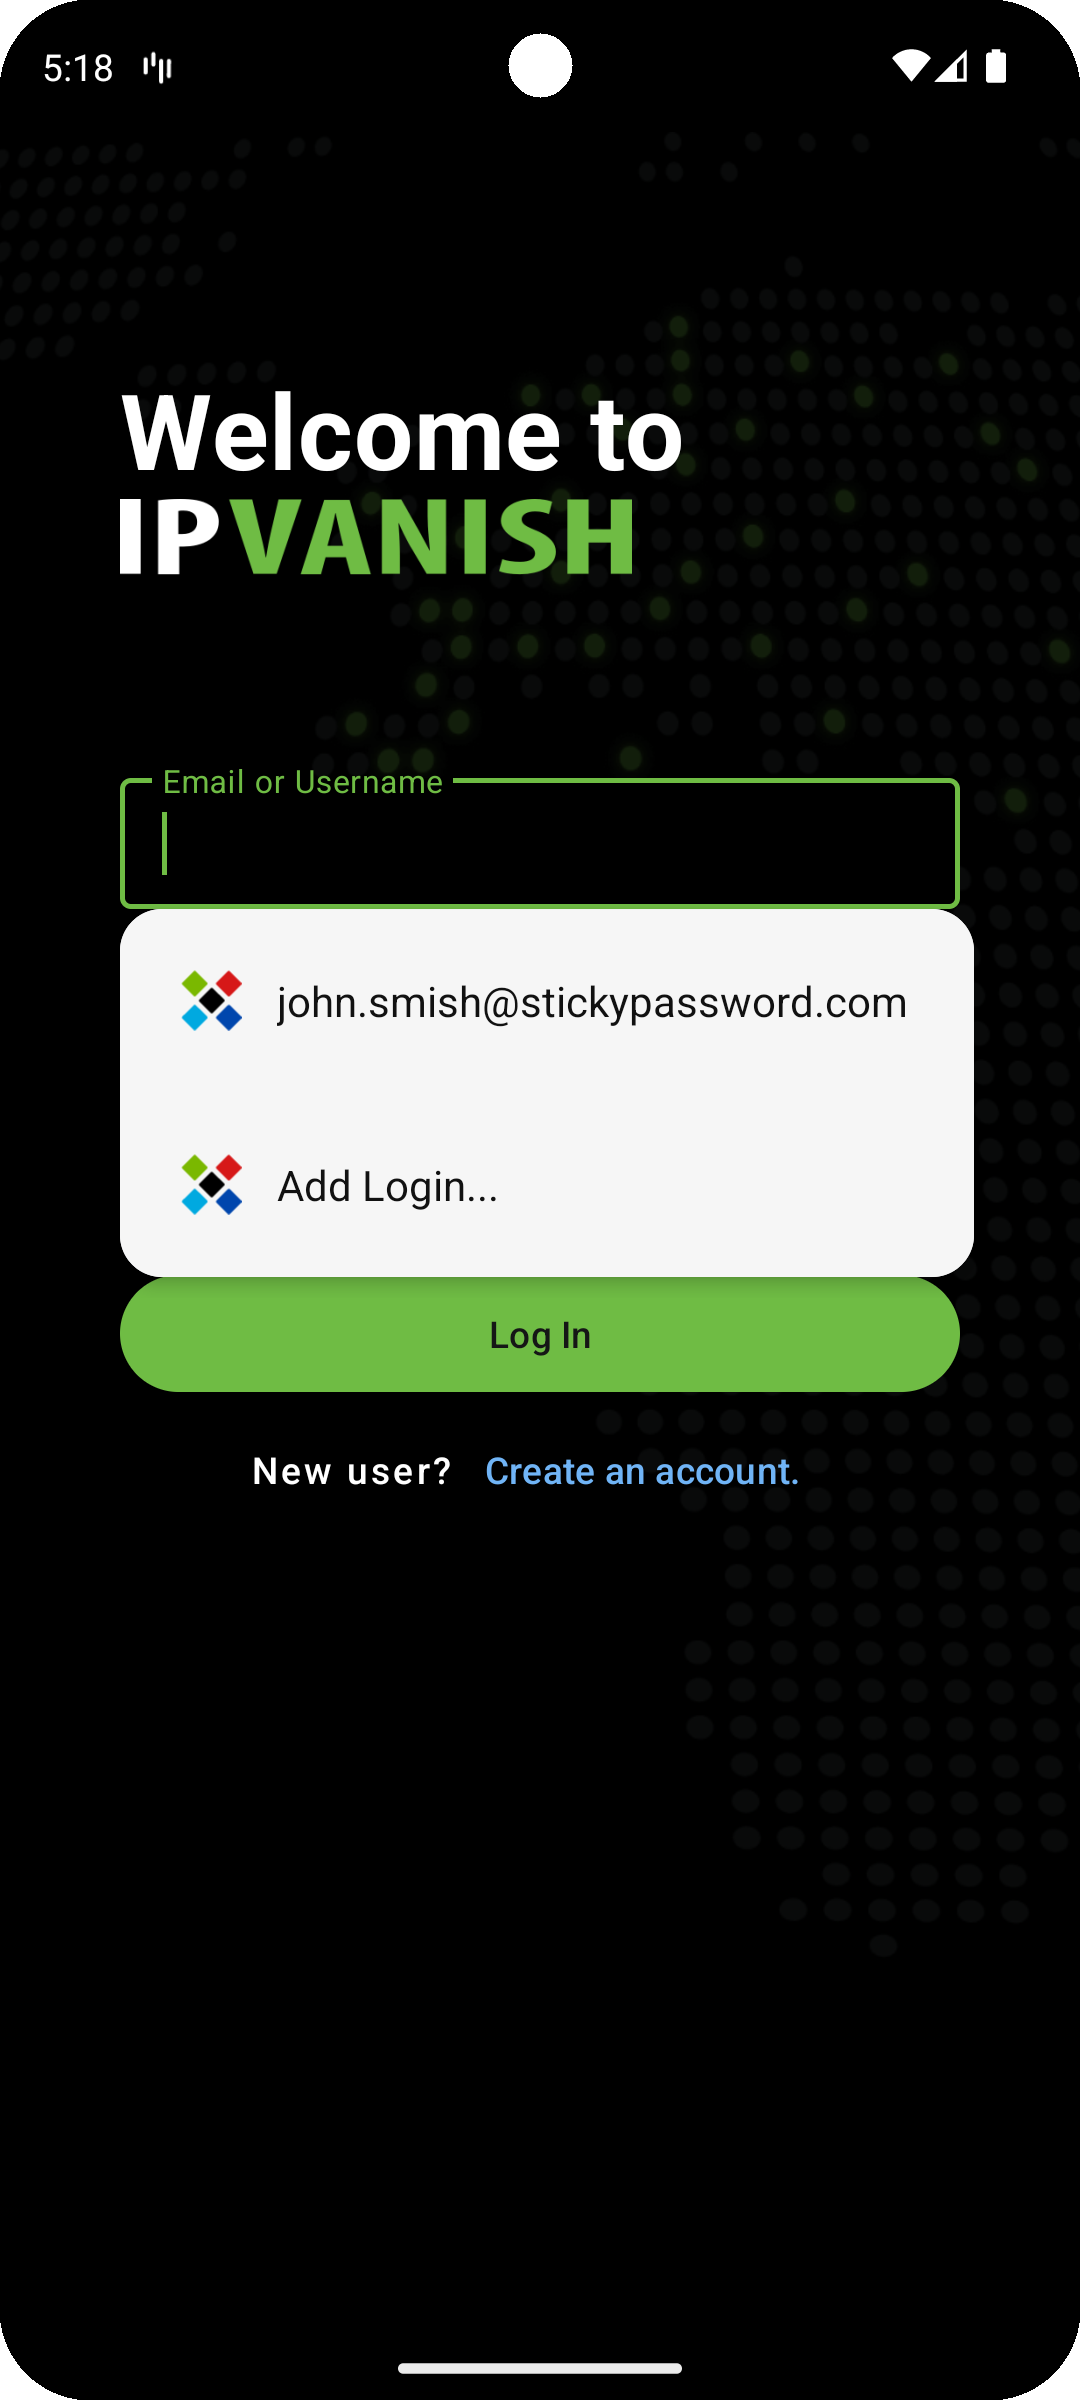 5:18
Welcome to
IPVANISH
Email or Username
john.smish@stickypassword.com
Add Login...
Log In
New user? Create an account.